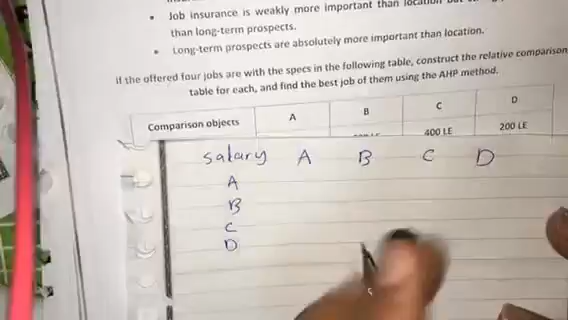 • Job insurance is weakly more important than location but
than long-term prospects.
• Long-term prospects are absolutely more important than location.
If the offered four jobs are with the specs in the following table, construct the relative comparison
table for each, and find the best job of them using the AHP method.
Comparison objects A B C D
400 LE 200 LE
Salary A B C D
A
B
C
D